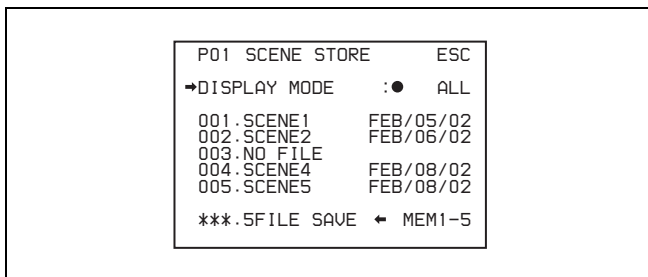 P01 SCENE STORE ESC
➡DISPLAY MODE :● ALL
001.SCENE1 FEB/05/02
002.SCENE2 FEB/06/02
003.NO FILE
004.SCENE4 FEB/08/02
005.SCENE5 FEB/08/02
***.5FILE SAVE ⬅ MEM1-5